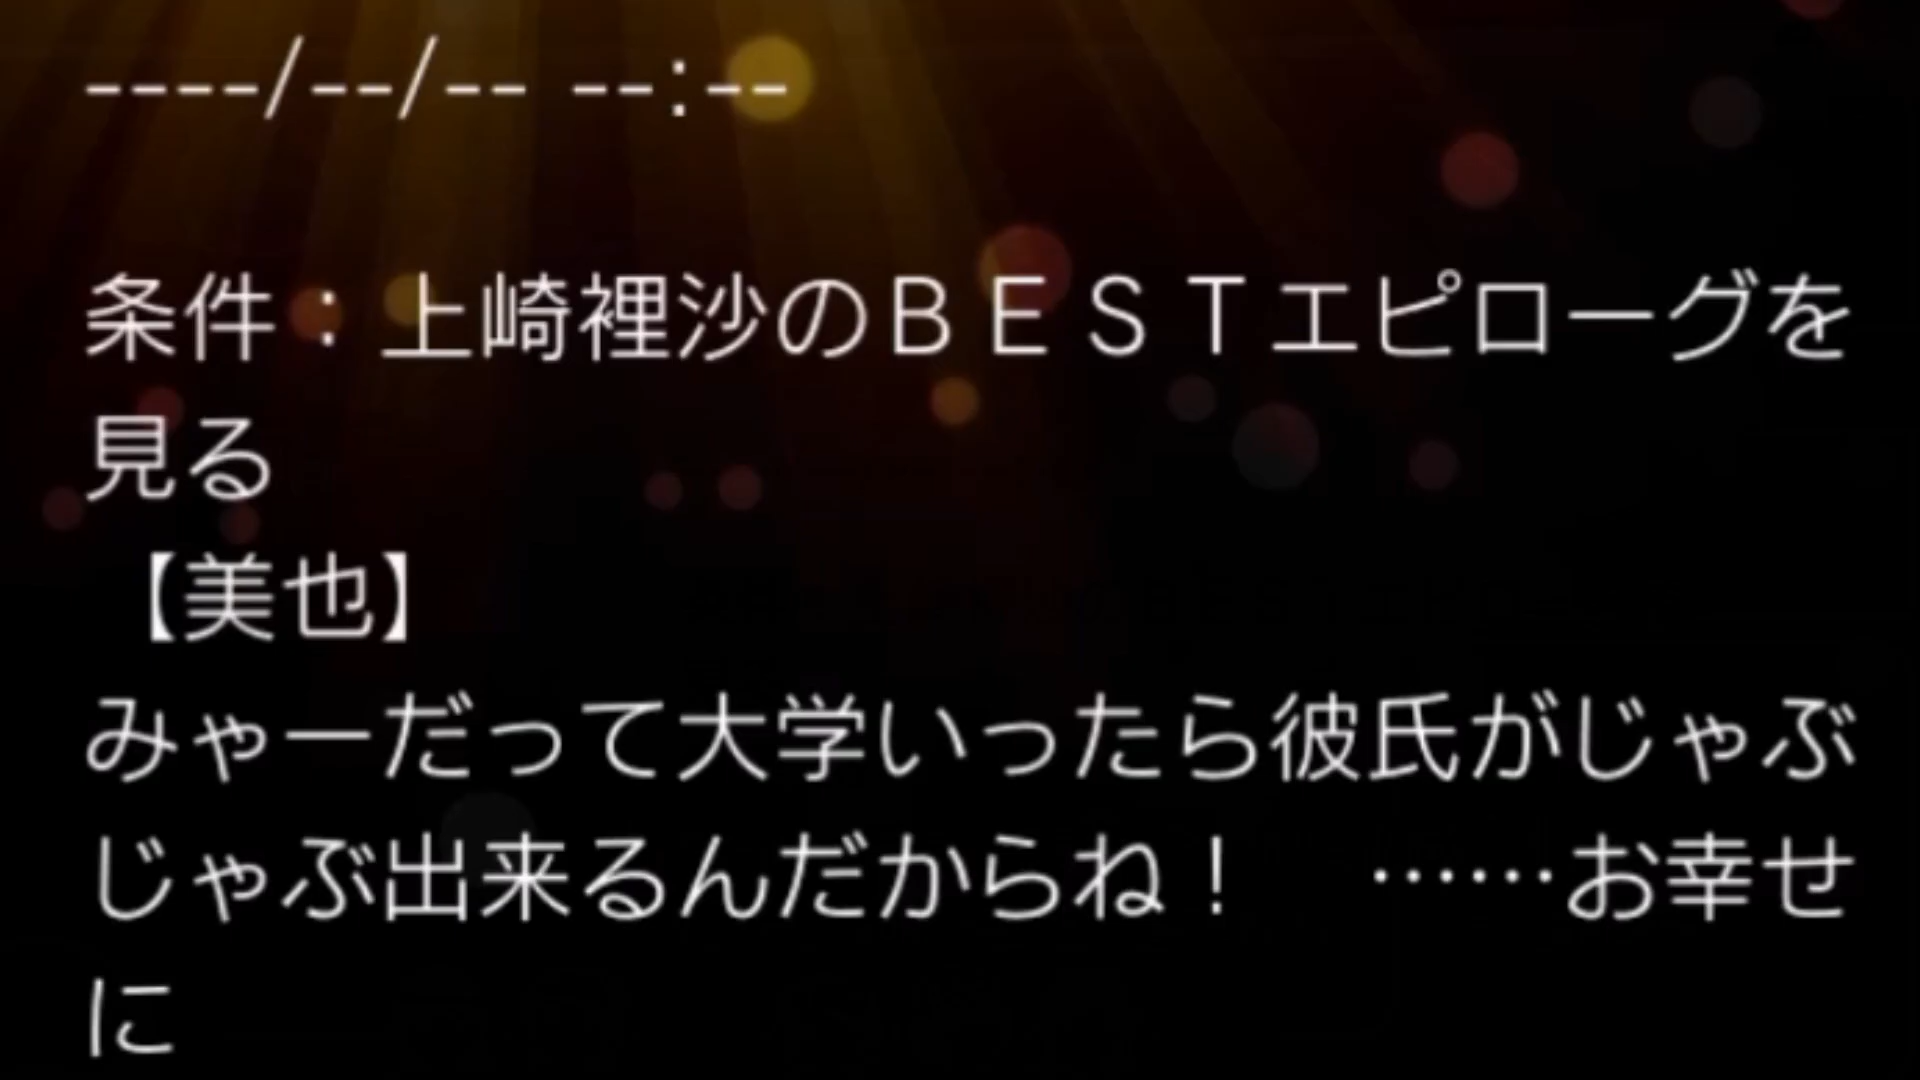 ----/--/-- --:--
条件：上崎裡沙のＢＥＳＴエピローグを
見る
【美也】
みゃーだって大学いったら彼氏がじゃぶ
じゃぶ出来るんだからね！　……お幸せ
に